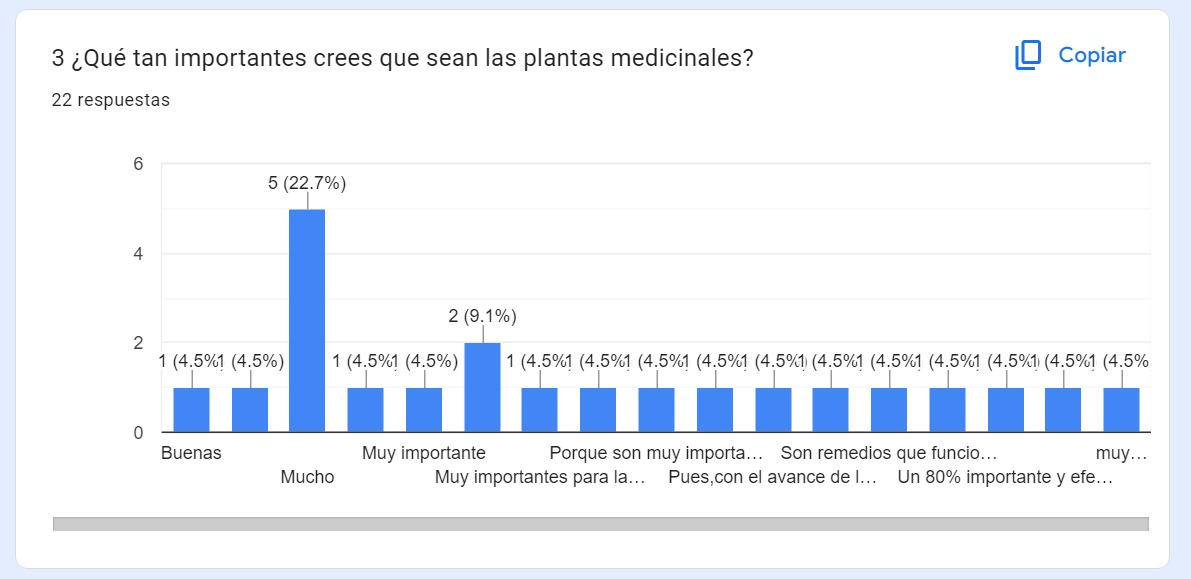 3 ¿Qué tan importantes crees que sean las plantas medicinales?
Copiar
22 respuestas
6
5 (22.7%)
4
2 (9.1%)
2
1 (4.5% 1 (4.5%) 1 (4.5% 1 (4.5%) 1 (4.5% 1 (4.5% 1 (4.5% 1 (4.5% 1 (4.5% 1 (4.5% 1 (4.5% 1 (4.5% 1 (4.5% 1 (4.5% 1 (4.5%
0
Buenas Muy importante Porque son muy importa… Son remedios que funcio… muy…
Mucho Muy importantes para la… Pues,con el avance de l… Un 80% importante y efe…